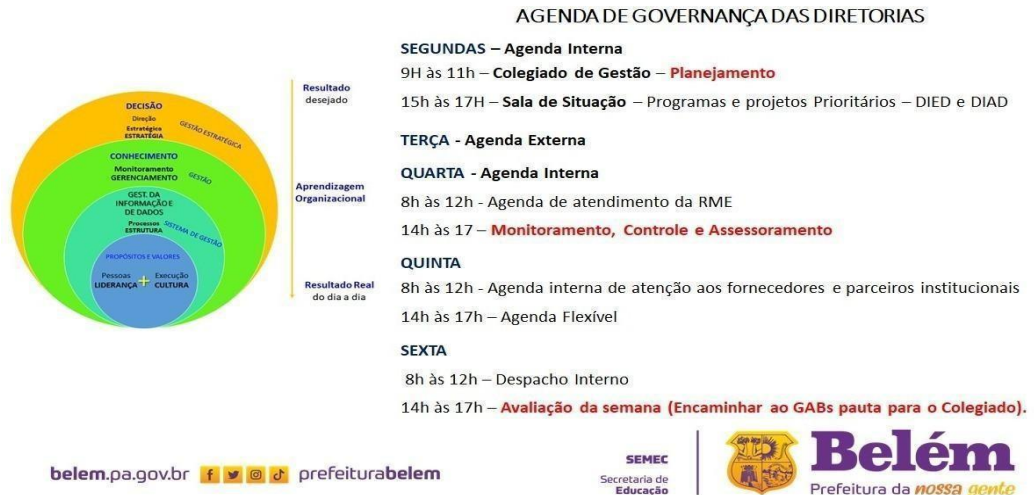 AGENDA DE GOVERNANÇA DAS DIRETORIAS
DECISÃO
Direção
Estratégica
ESTRATÉGIA
GESTÃO ESTRATÉGICA
CONHECIMENTO
Monitoramento
GERENCIAMENTO
GESTÃO
GEST. DA
INFORMAÇÃO E
DE DADOS
Processos
ESTRUTURA
SISTEMA DE GESTÃO
PROPÓSITOS E VALORES
Pessoas
LIDERANÇA
+
Execução
CULTURA
Resultado
desejado
Aprendizagem
Organizacional
Resultado Real
do dia a dia
SEGUNDAS – Agenda Interna
9H às 11h – Colegiado de Gestão – Planejamento
15h às 17H – Sala de Situação – Programas e projetos Prioritários – DIED e DIAD
TERÇA - Agenda Externa
QUARTA - Agenda Interna
8h às 12h - Agenda de atendimento da RME
14h às 17 – Monitoramento, Controle e Assessoramento
QUINTA
8h às 12h - Agenda interna de atenção aos fornecedores e parceiros institucionais
14h às 17h – Agenda Flexível
SEXTA
8h às 12h – Despacho Interno
14h às 17h – Avaliação da semana (Encaminhar ao GABs pauta para o Colegiado).
belem.pa.gov.br prefeiturabelem
SEMEC
Secretaria de
Educação
Belém
Prefeitura da nossa gente